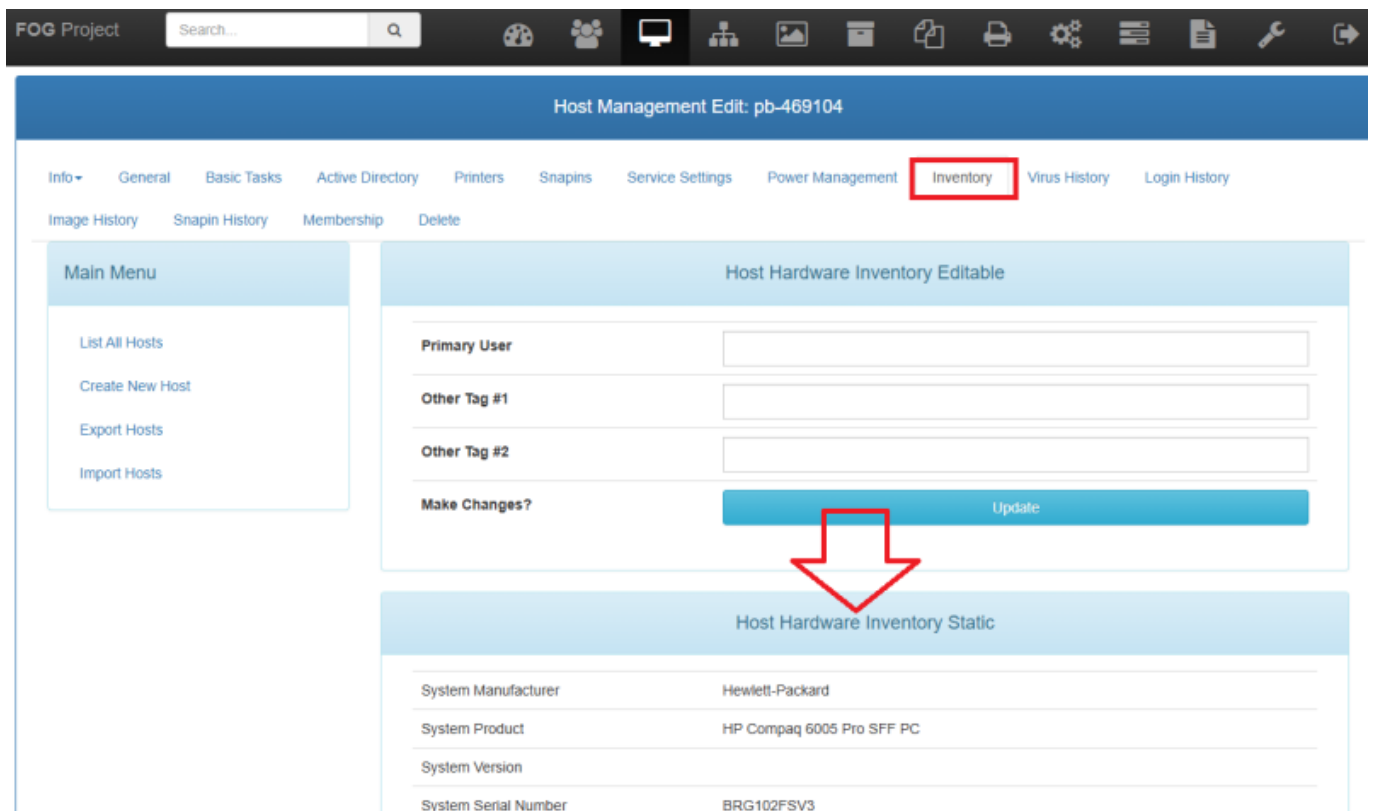 FOG Project Search...
Host Management Edit: pb-469104
Info General Basic Tasks Active Directory Printers Snapins Service Settings Power Management Inventory Virus History Login History
Image History Snapin History Membership Delete
Main Menu
List All Hosts
Create New Host
Export Hosts
Import Hosts
Host Hardware Inventory Editable
Primary User
Other Tag #1
Other Tag #2
Make Changes? Update
Host Hardware Inventory Static
System Manufacturer Hewlett-Packard
System Product HP Compaq 6005 Pro SFF PC
System Version
System Serial Number BRG102FSV3